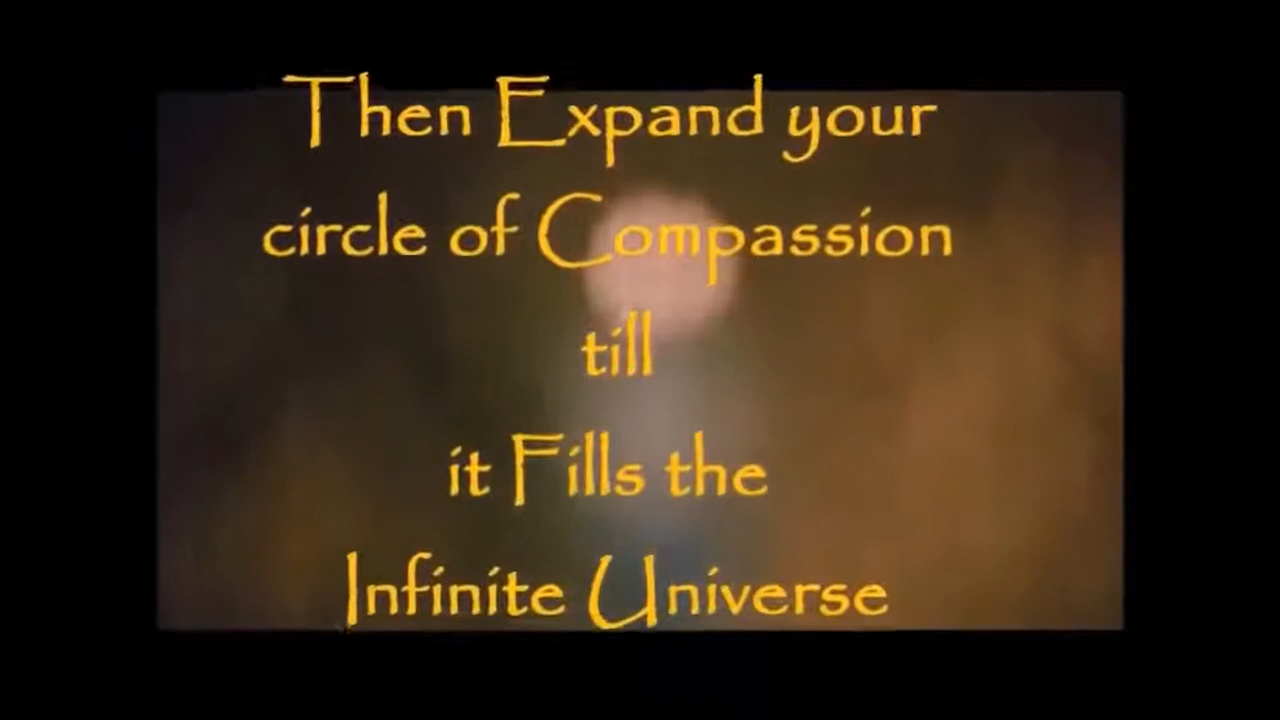 Then Expand your
circle of Compassion
till
it Fills the
Infinite Universe